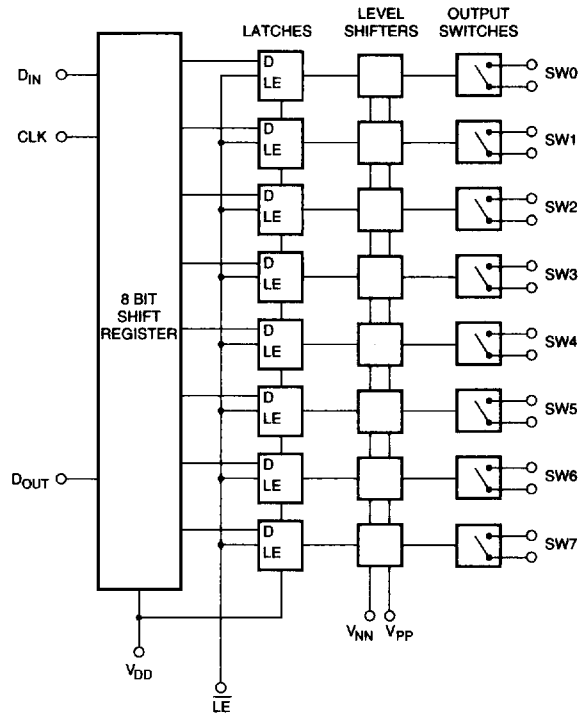 LATCHES
LEVEL
SHIFTERS
OUTPUT
SWITCHES
DIN
CLK
8 BIT
SHIFT
REGISTER
DOUT
D
LE
SW0
D
LE
SW1
D
LE
SW2
D
LE
SW3
D
LE
SW4
D
LE
SW5
D
LE
SW6
D
LE
SW7
VNN
VPP
VDD
L̅E̅